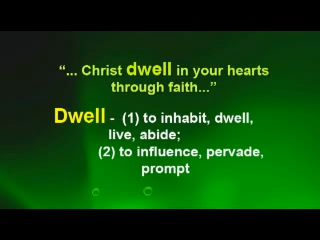 "... Christ dwell in your hearts
through faith..."
Dwell - (1) to inhabit, dwell,
live, abide;
(2) to influence, pervade,
prompt